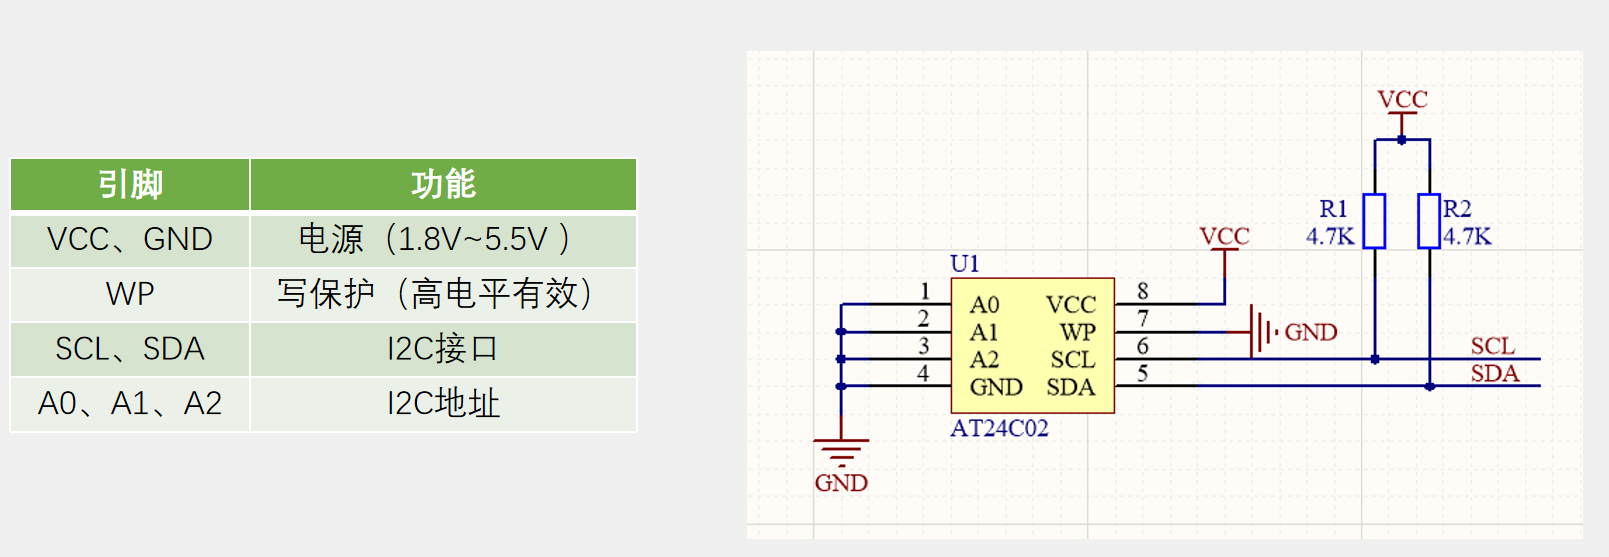 引脚 功能
VCC、GND 电源（1.8V~5.5V ）
WP 写保护（高电平有效）
SCL、SDA I2C接口
A0、A1、A2 I2C地址
VCC
R1 R2
4.7K 4.7K
VCC
U1
1 A0 VCC 8
2 A1 WP 7 GND
3 A2 SCL 6 SCL
4 GND SDA 5 SDA
AT24C02
GND